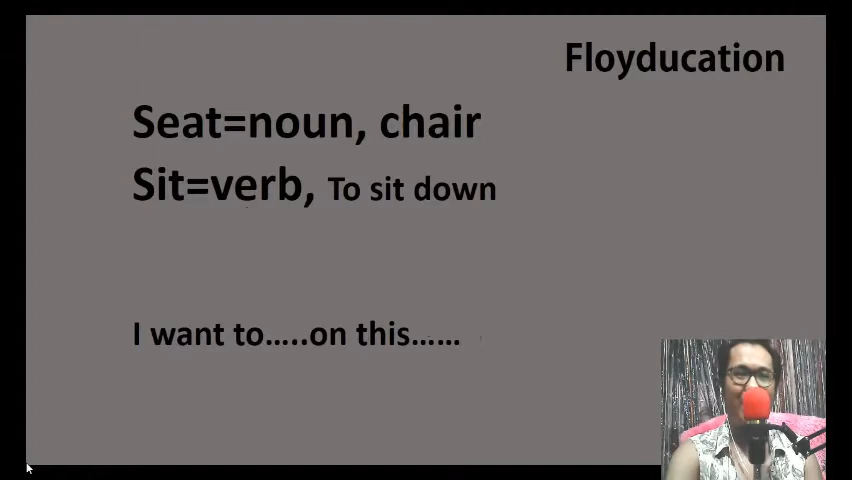 Floyducation
Seat=noun, chair
Sit=verb, To sit down
I want to…..on this……